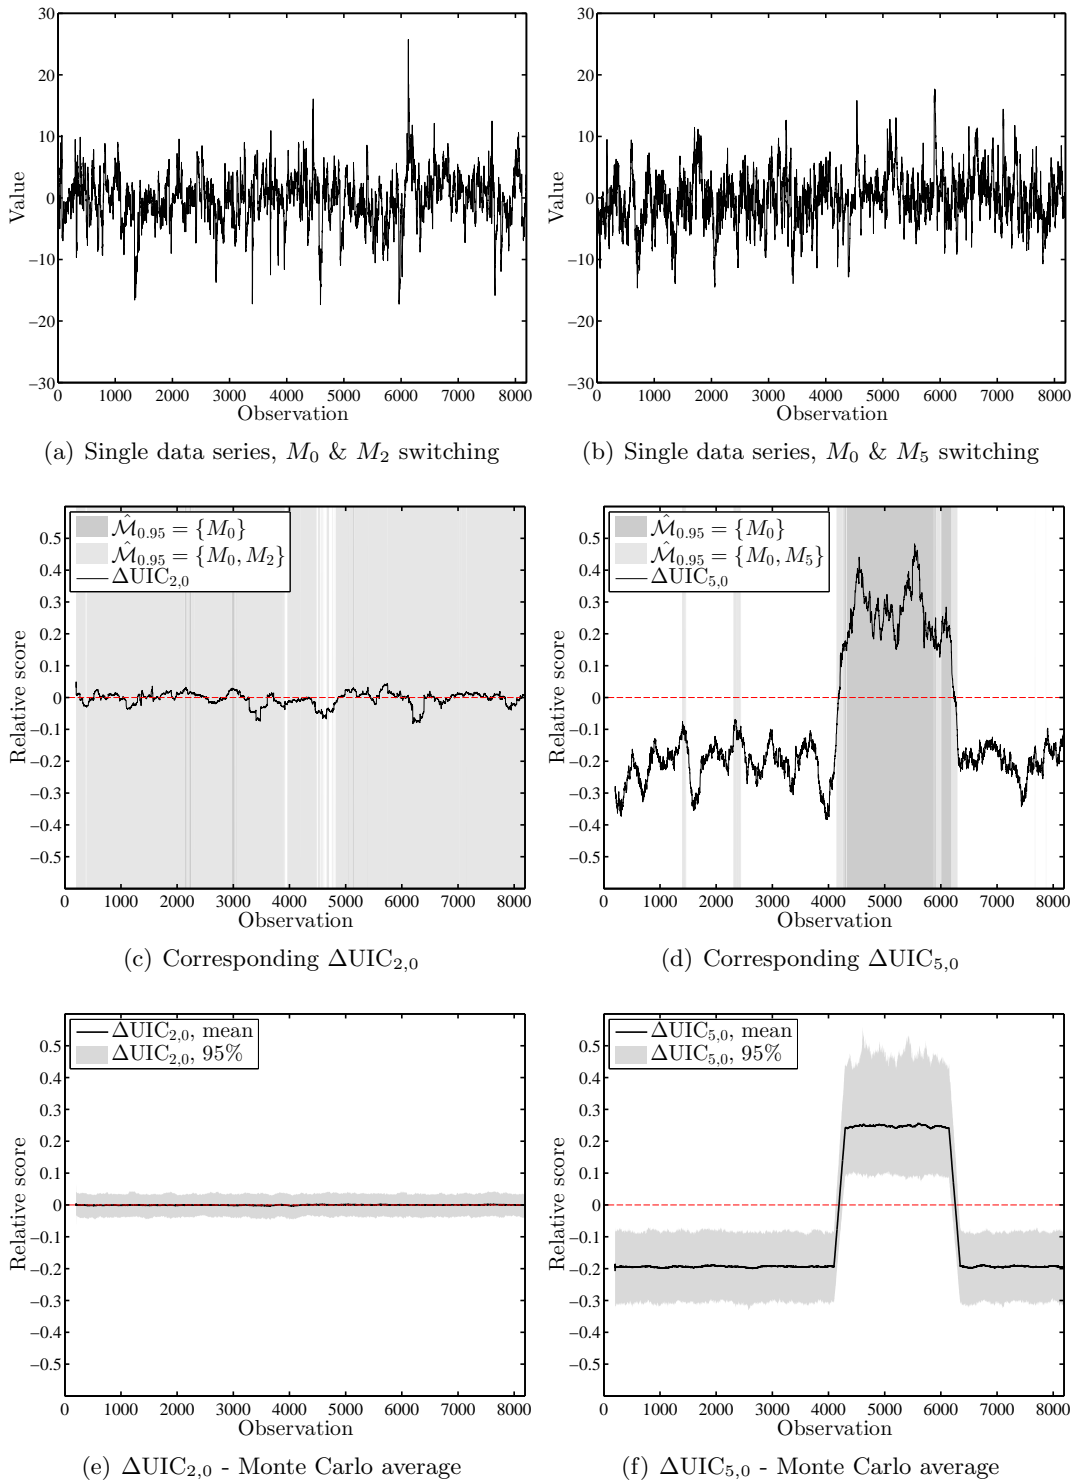 30
20
10
0
−10
−20
−30
Value
0 1000 2000 3000 4000 5000 6000 7000 8000
Observation
(a) Single data series, M₀ & M₂ switching
30
20
10
0
−10
−20
−30
Value
0 1000 2000 3000 4000 5000 6000 7000 8000
Observation
(b) Single data series, M₀ & M₅ switching
ℳ̂₀.₉₅ = {M₀}
ℳ̂₀.₉₅ = {M₀, M₂}
ΔUIC₂,₀
0.5
0.4
0.3
0.2
0.1
0
−0.1
−0.2
−0.3
−0.4
−0.5
Relative score
0 1000 2000 3000 4000 5000 6000 7000 8000
Observation
(c) Corresponding ΔUIC₂,₀
ℳ̂₀.₉₅ = {M₀}
ℳ̂₀.₉₅ = {M₀, M₅}
ΔUIC₅,₀
0.5
0.4
0.3
0.2
0.1
0
−0.1
−0.2
−0.3
−0.4
−0.5
Relative score
0 1000 2000 3000 4000 5000 6000 7000 8000
Observation
(d) Corresponding ΔUIC₅,₀
ΔUIC₂,₀, mean
ΔUIC₂,₀, 95%
0.5
0.4
0.3
0.2
0.1
0
−0.1
−0.2
−0.3
−0.4
−0.5
Relative score
0 1000 2000 3000 4000 5000 6000 7000 8000
Observation
(e) ΔUIC₂,₀ - Monte Carlo average
ΔUIC₅,₀, mean
ΔUIC₅,₀, 95%
0.5
0.4
0.3
0.2
0.1
0
−0.1
−0.2
−0.3
−0.4
−0.5
Relative score
0 1000 2000 3000 4000 5000 6000 7000 8000
Observation
(f) ΔUIC₅,₀ - Monte Carlo average